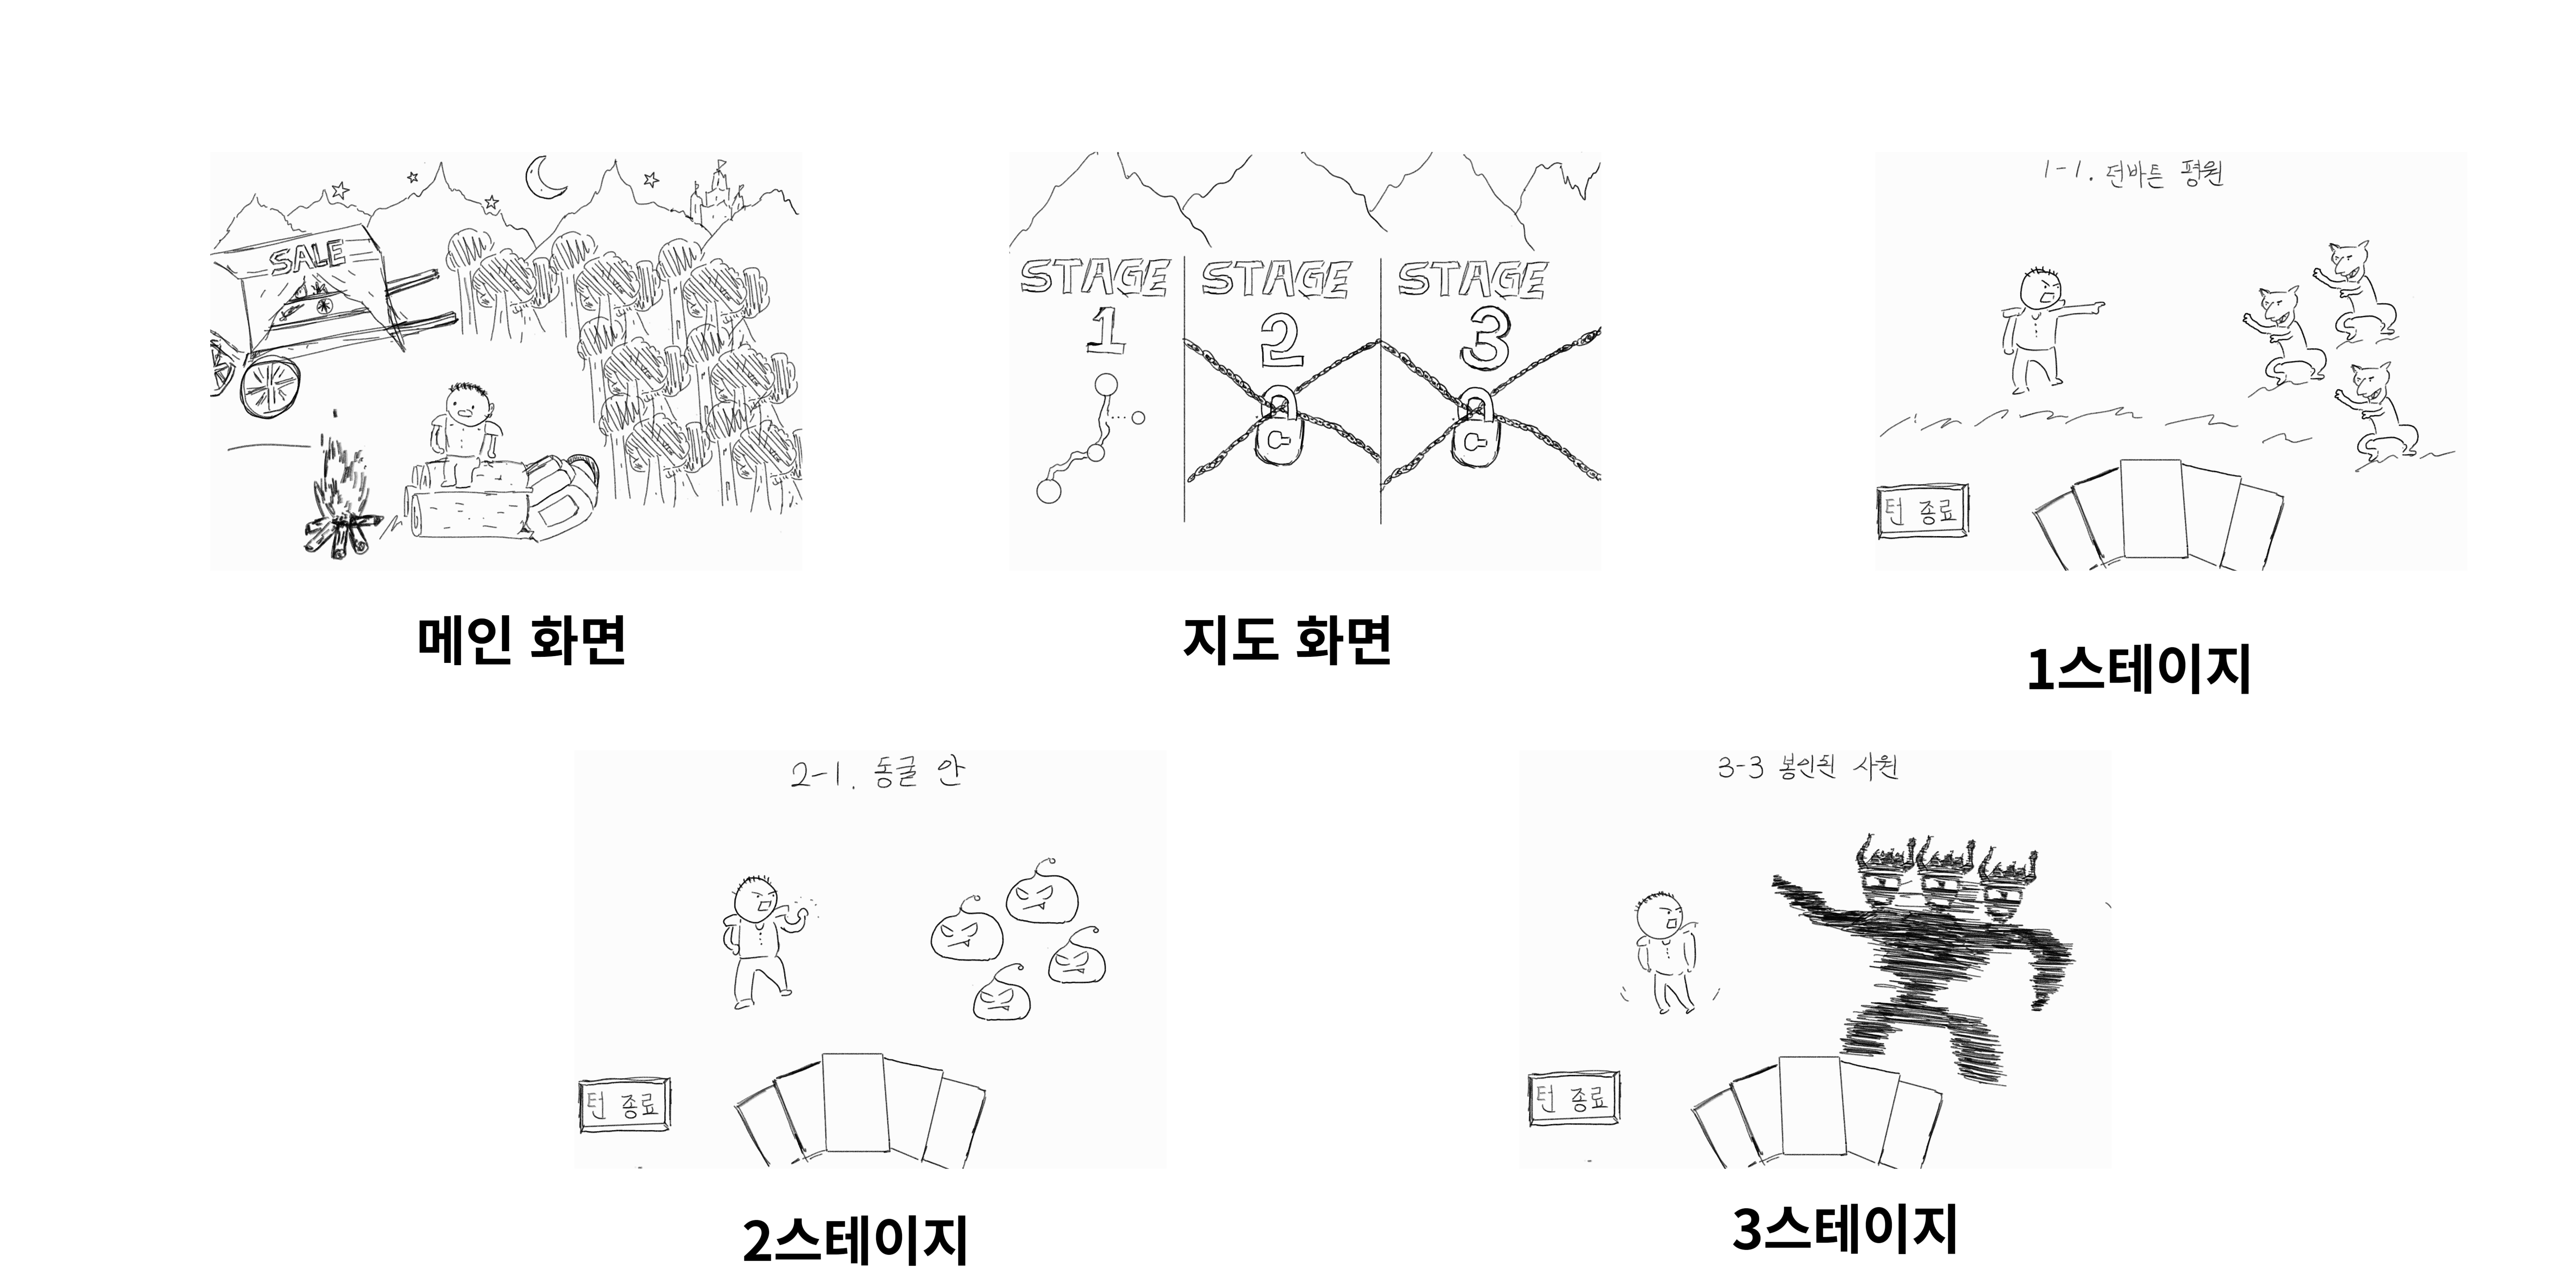 SALE
메인 화면
STAGE
1
STAGE
2
STAGE
3
지도 화면
1-1. 던바튼 평원
턴 종료
1스테이지
2-1. 동굴 안
턴 종료
2스테이지
3-3 봉인된 사원
턴 종료
3스테이지